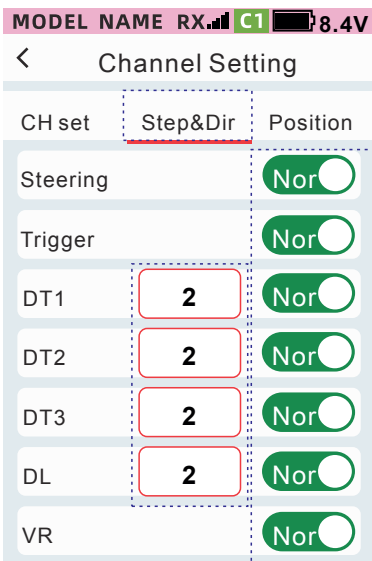 MODEL NAME RX C1 8.4V
Channel Setting
CH set Step&Dir Position
Steering Nor
Trigger Nor
DT1 2 Nor
DT2 2 Nor
DT3 2 Nor
DL 2 Nor
VR Nor